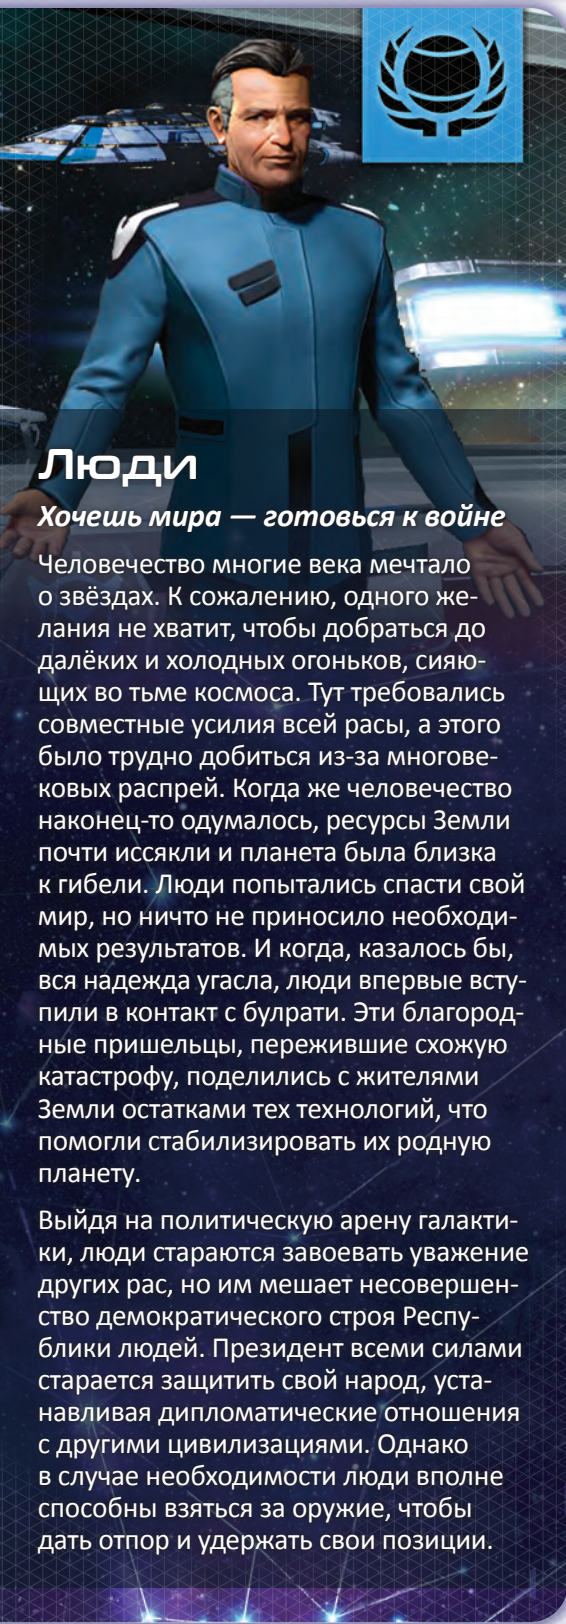 Люди
Хочешь мира — готовься к войне
Человечество многие века мечтало
о звёздах. К сожалению, одного же-
лания не хватит, чтобы добраться до
далёких и холодных огоньков, сияю-
щих во тьме космоса. Тут требовались
совместные усилия всей расы, а этого
было трудно добиться из-за многове-
ковых распрей. Когда же человечество
наконец-то одумалось, ресурсы Земли
почти иссякли и планета была близка
к гибели. Люди попытались спасти свой
мир, но ничто не приносило необходи-
мых результатов. И когда, казалось бы,
вся надежда угасла, люди впервые всту-
пили в контакт с булрати. Эти благород-
ные пришельцы, пережившие схожую
катастрофу, поделились с жителями
Земли остатками тех технологий, что
помогли стабилизировать их родную
планету.
Выйдя на политическую арену галакти-
ки, люди стараются завоевать уважение
других рас, но им мешает несовершен-
ство демократического строя Респу-
блики людей. Президент всеми силами
старается защитить свой народ, уста-
навливая дипломатические отношения
с другими цивилизациями. Однако
в случае необходимости люди вполне
способны взяться за оружие, чтобы
дать отпор и удержать свои позиции.